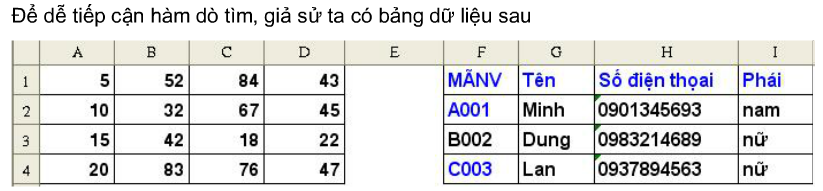 Để dễ tiếp cận hàm dò tìm, giả sử ta có bảng dữ liệu sau
A B C D E F G H I
1 5 52 84 43 MÃNV Tên Số điện thọai Phái
2 10 32 67 45 A001 Minh 0901345693 nam
3 15 42 18 22 B002 Dung 0983214689 nữ
4 20 83 76 47 C003 Lan 0937894563 nữ